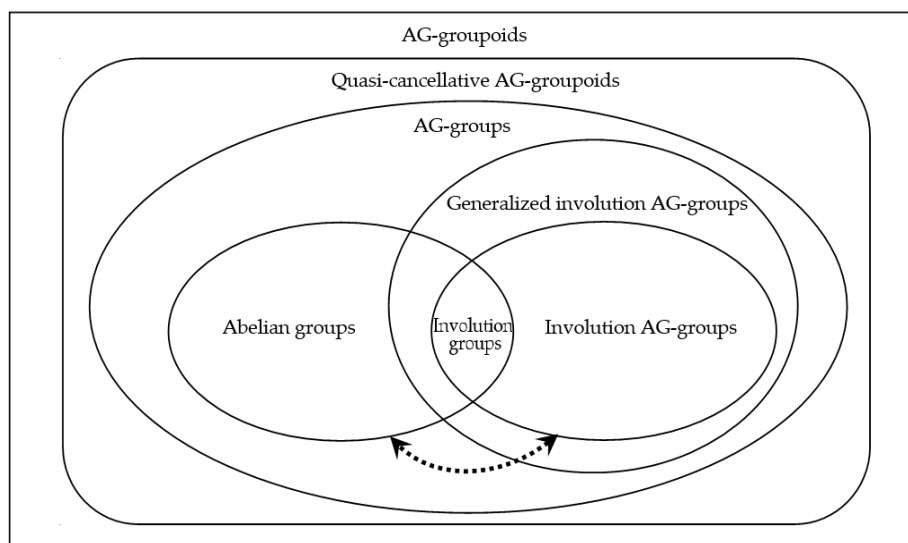 AG-groupoids
Quasi-cancellative AG-groupoids
AG-groups
Generalized involution AG-groups
Abelian groups
Involution
groups
Involution AG-groups